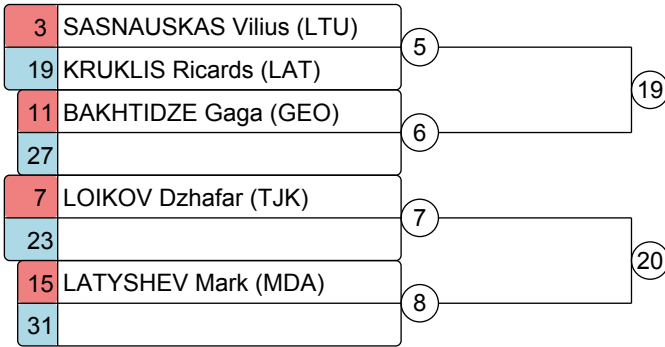 3 SASNAUSKAS Vilius (LTU)
5
19 KRUKLIS Ricards (LAT)
19
11 BAKHTIDZE Gaga (GEO)
6
27
7 LOIKOV Dzhafar (TJK)
7
23
20
15 LATYSHEV Mark (MDA)
8
31